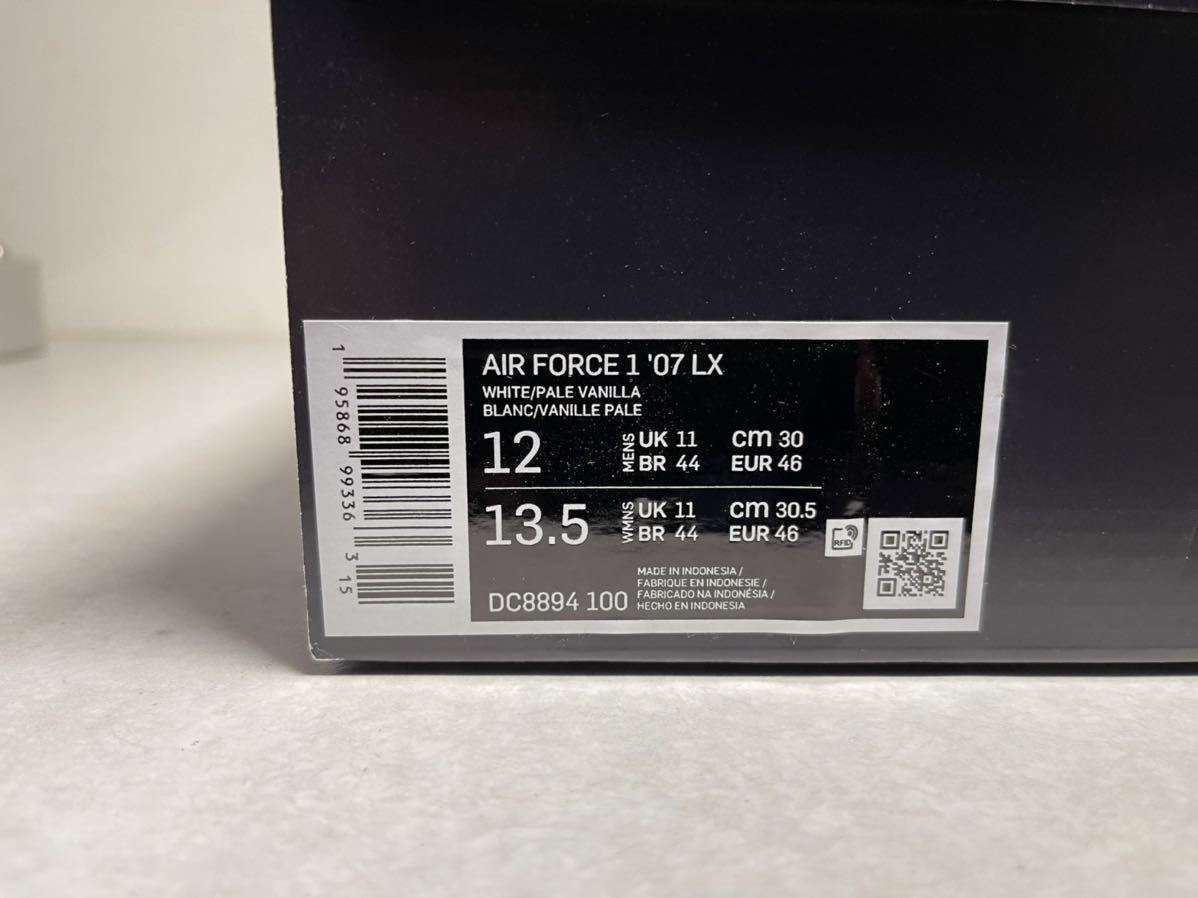 AIR FORCE 1 '07 LX
WHITE/PALE VANILLA
BLANC/VANILLE PALE
12 MENS UK 11 cm 30
BR 44 EUR 46
13.5 WMNS UK 11 cm 30.5
BR 44 EUR 46
RFID
DC8894 100
MADE IN INDONESIA /
FABRIQUE EN INDONESIE /
FABRICADO NA INDONÉSIA /
HECHO EN INDONESIA
1 95868 99336 3 15